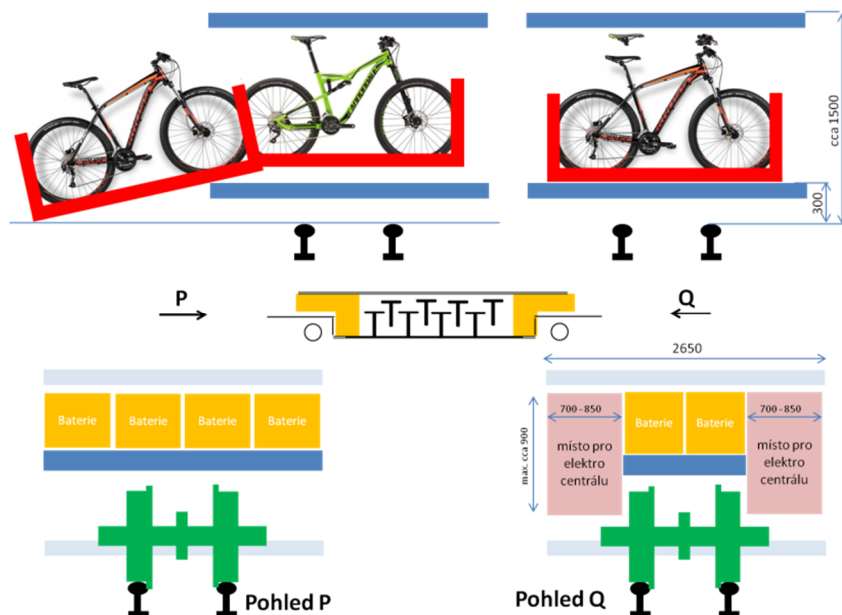 cca 1500
300
P
Q
2650
Baterie
Baterie
Baterie
Baterie
700 - 850
Baterie
Baterie
700 - 850
max. cca 900
místo pro
elektro
centrálu
místo pro
elektro
centrálu
Pohled P
Pohled Q